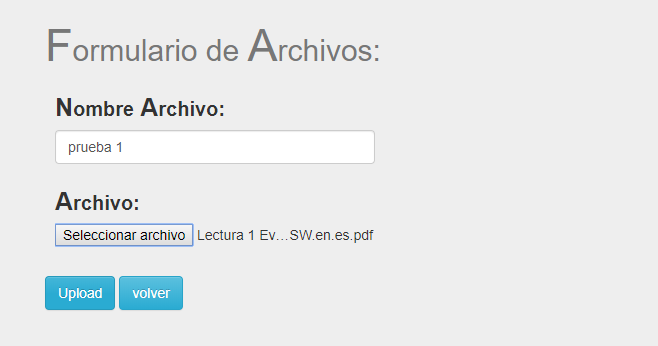 Formulario de Archivos:
Nombre Archivo:
prueba 1
Archivo:
Seleccionar archivo Lectura 1 Ev...SW.en.es.pdf
Upload volver